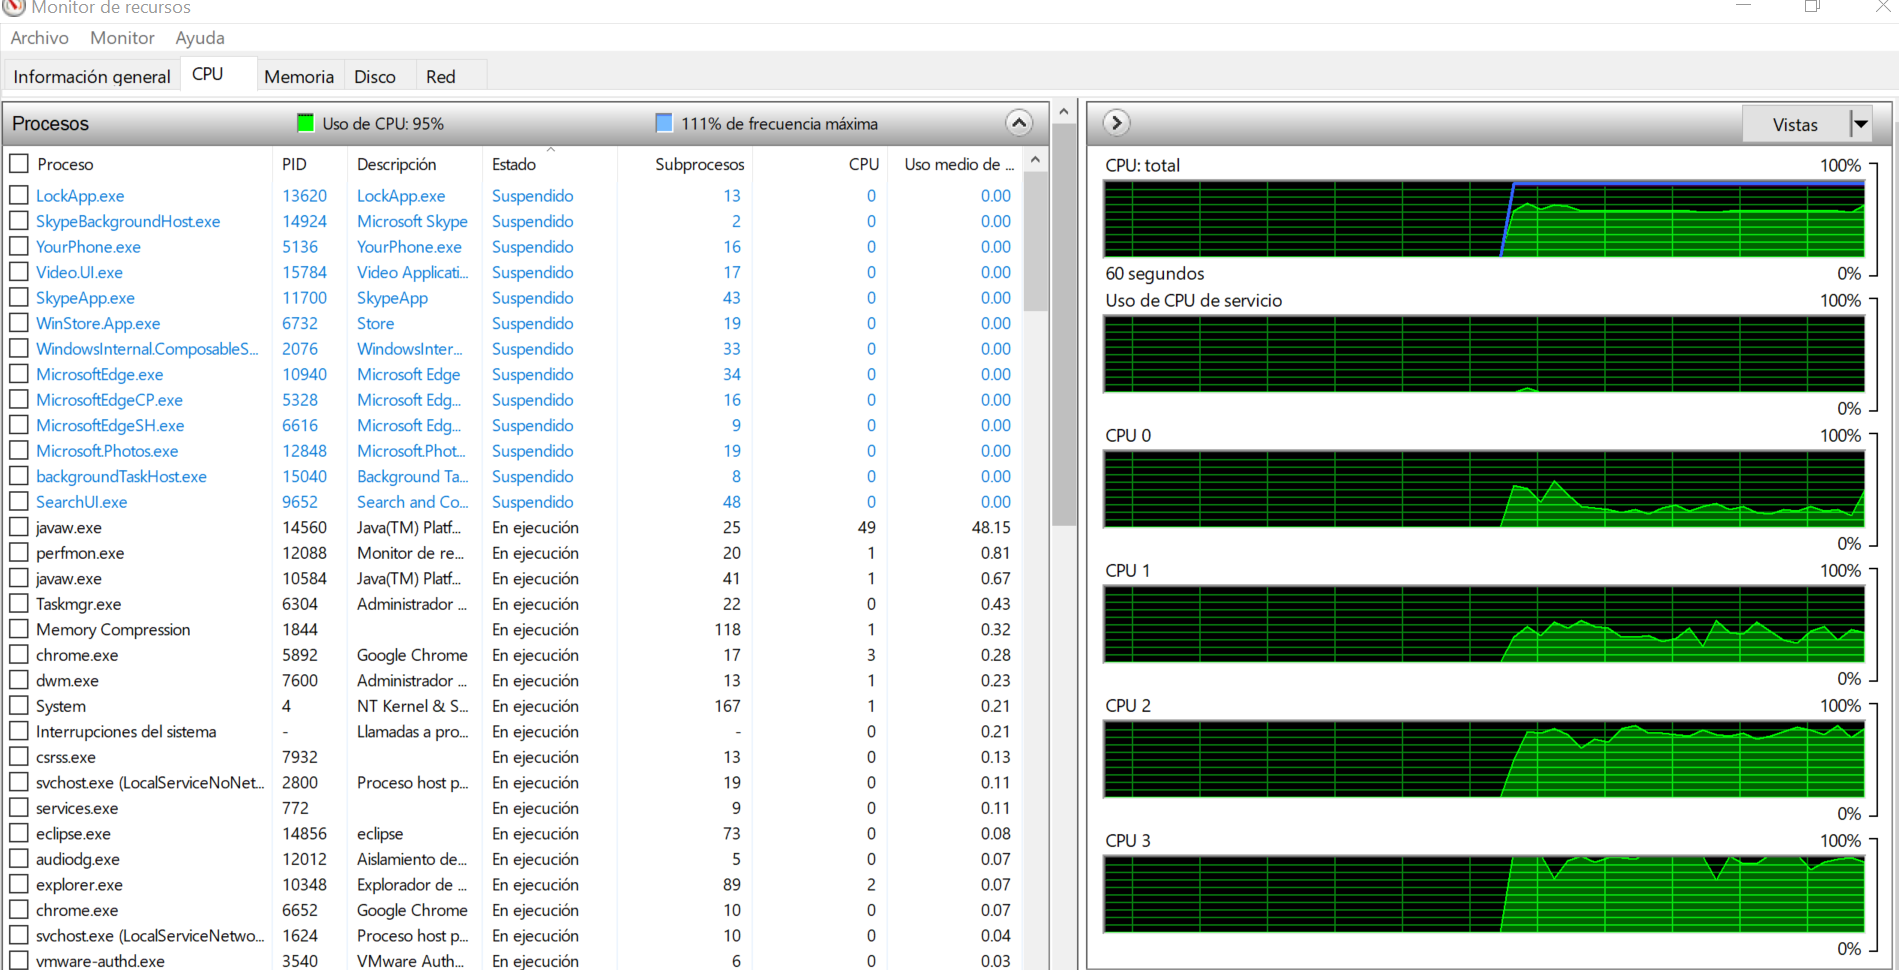 Monitor de recursos
Archivo Monitor Ayuda
Información general CPU Memoria Disco Red
Procesos Uso de CPU: 95% 111% de frecuencia máxima
Proceso PID Descripción Estado Subprocesos CPU Uso medio de ...
LockApp.exe 13620 LockApp.exe Suspendido 13 0 0.00
SkypeBackgroundHost.exe 14924 Microsoft Skype Suspendido 2 0 0.00
YourPhone.exe 5136 YourPhone.exe Suspendido 16 0 0.00
Video.UI.exe 15784 Video Applicati... Suspendido 17 0 0.00
SkypeApp.exe 11700 SkypeApp Suspendido 43 0 0.00
WinStore.App.exe 6732 Store Suspendido 19 0 0.00
WindowsInternal.ComposableS... 2076 WindowsInter... Suspendido 33 0 0.00
MicrosoftEdge.exe 10940 Microsoft Edge Suspendido 34 0 0.00
MicrosoftEdgeCP.exe 5328 Microsoft Edg... Suspendido 16 0 0.00
MicrosoftEdgeSH.exe 6616 Microsoft Edg... Suspendido 9 0 0.00
Microsoft.Photos.exe 12848 Microsoft.Phot... Suspendido 19 0 0.00
backgroundTaskHost.exe 15040 Background Ta... Suspendido 8 0 0.00
SearchUI.exe 9652 Search and Co... Suspendido 48 0 0.00
javaw.exe 14560 Java(TM) Platf... En ejecución 25 49 48.15
perfmon.exe 12088 Monitor de re... En ejecución 20 1 0.81
javaw.exe 10584 Java(TM) Platf... En ejecución 41 1 0.67
Taskmgr.exe 6304 Administrador ... En ejecución 22 0 0.43
Memory Compression 1844 En ejecución 118 1 0.32
chrome.exe 5892 Google Chrome En ejecución 17 3 0.28
dwm.exe 7600 Administrador ... En ejecución 13 1 0.23
System 4 NT Kernel & S... En ejecución 167 1 0.21
Interrupciones del sistema - Llamadas a pro... En ejecución - 0 0.21
csrss.exe 7932 En ejecución 13 0 0.13
svchost.exe (LocalServiceNoNet... 2800 Proceso host p... En ejecución 19 0 0.11
services.exe 772 En ejecución 9 0 0.11
eclipse.exe 14856 eclipse En ejecución 73 0 0.08
audiodg.exe 12012 Aislamiento de... En ejecución 5 0 0.07
explorer.exe 10348 Explorador de ... En ejecución 89 2 0.07
chrome.exe 6652 Google Chrome En ejecución 10 0 0.07
svchost.exe (LocalServiceNetwo... 1624 Proceso host p... En ejecución 10 0 0.04
vmware-authd.exe 3540 VMware Auth... En ejecución 6 0 0.03
Vistas
CPU: total 100%
60 segundos 0%
Uso de CPU de servicio 100%
0%
CPU 0 100%
0%
CPU 1 100%
0%
CPU 2 100%
0%
CPU 3 100%
0%